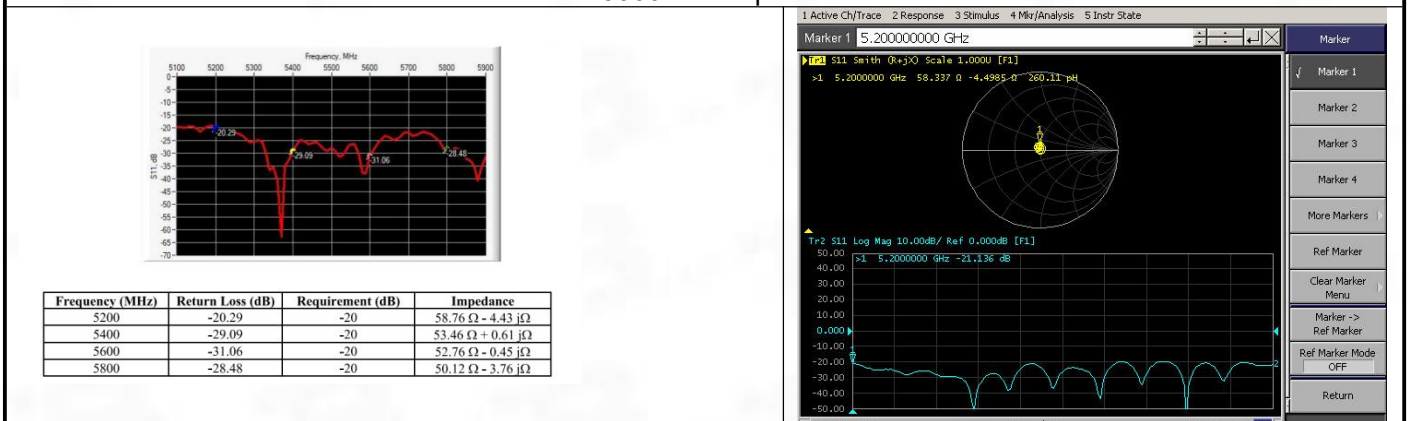 1 Active Ch/Trace 2 Response 3 Stimulus 4 Mkr/Analysis 5 Instr State
Frequency, MHz
5100 5200 5300 5400 5500 5600 5700 5800 5900
0-
-5-
-10-
-15-
-20-
-25-
-30-
-35-
-40-
-45-
-50-
-55-
-60-
-65-
-70-
S11, dB
-20.29
-29.09
-31.06
-28.48
Frequency (MHz) Return Loss (dB) Requirement (dB) Impedance
5200 -20.29 -20 58.76 Ω - 4.43 jΩ
5400 -29.09 -20 53.46 Ω + 0.61 jΩ
5600 -31.06 -20 52.76 Ω - 0.45 jΩ
5800 -28.48 -20 50.12 Ω - 3.76 jΩ
Marker 1 5.200000000 GHz
Tr1 S11 Smith (R+jX) Scale 1.000U [F1]
>1 5.2000000 GHz 58.337 Ω -4.4985 Ω 260.11 pH
1
Tr2 S11 Log Mag 10.00dB/ Ref 0.000dB [F1]
>1 5.2000000 GHz -21.136 dB
50.00
40.00
30.00
20.00
10.00
0.000
-10.00
-20.00
-30.00
-40.00
-50.00
1
2
Marker
√ Marker 1
Marker 2
Marker 3
Marker 4
More Markers
Ref Marker
Clear Marker
Menu
Marker ->
Ref Marker
Ref Marker Mode
OFF
Return